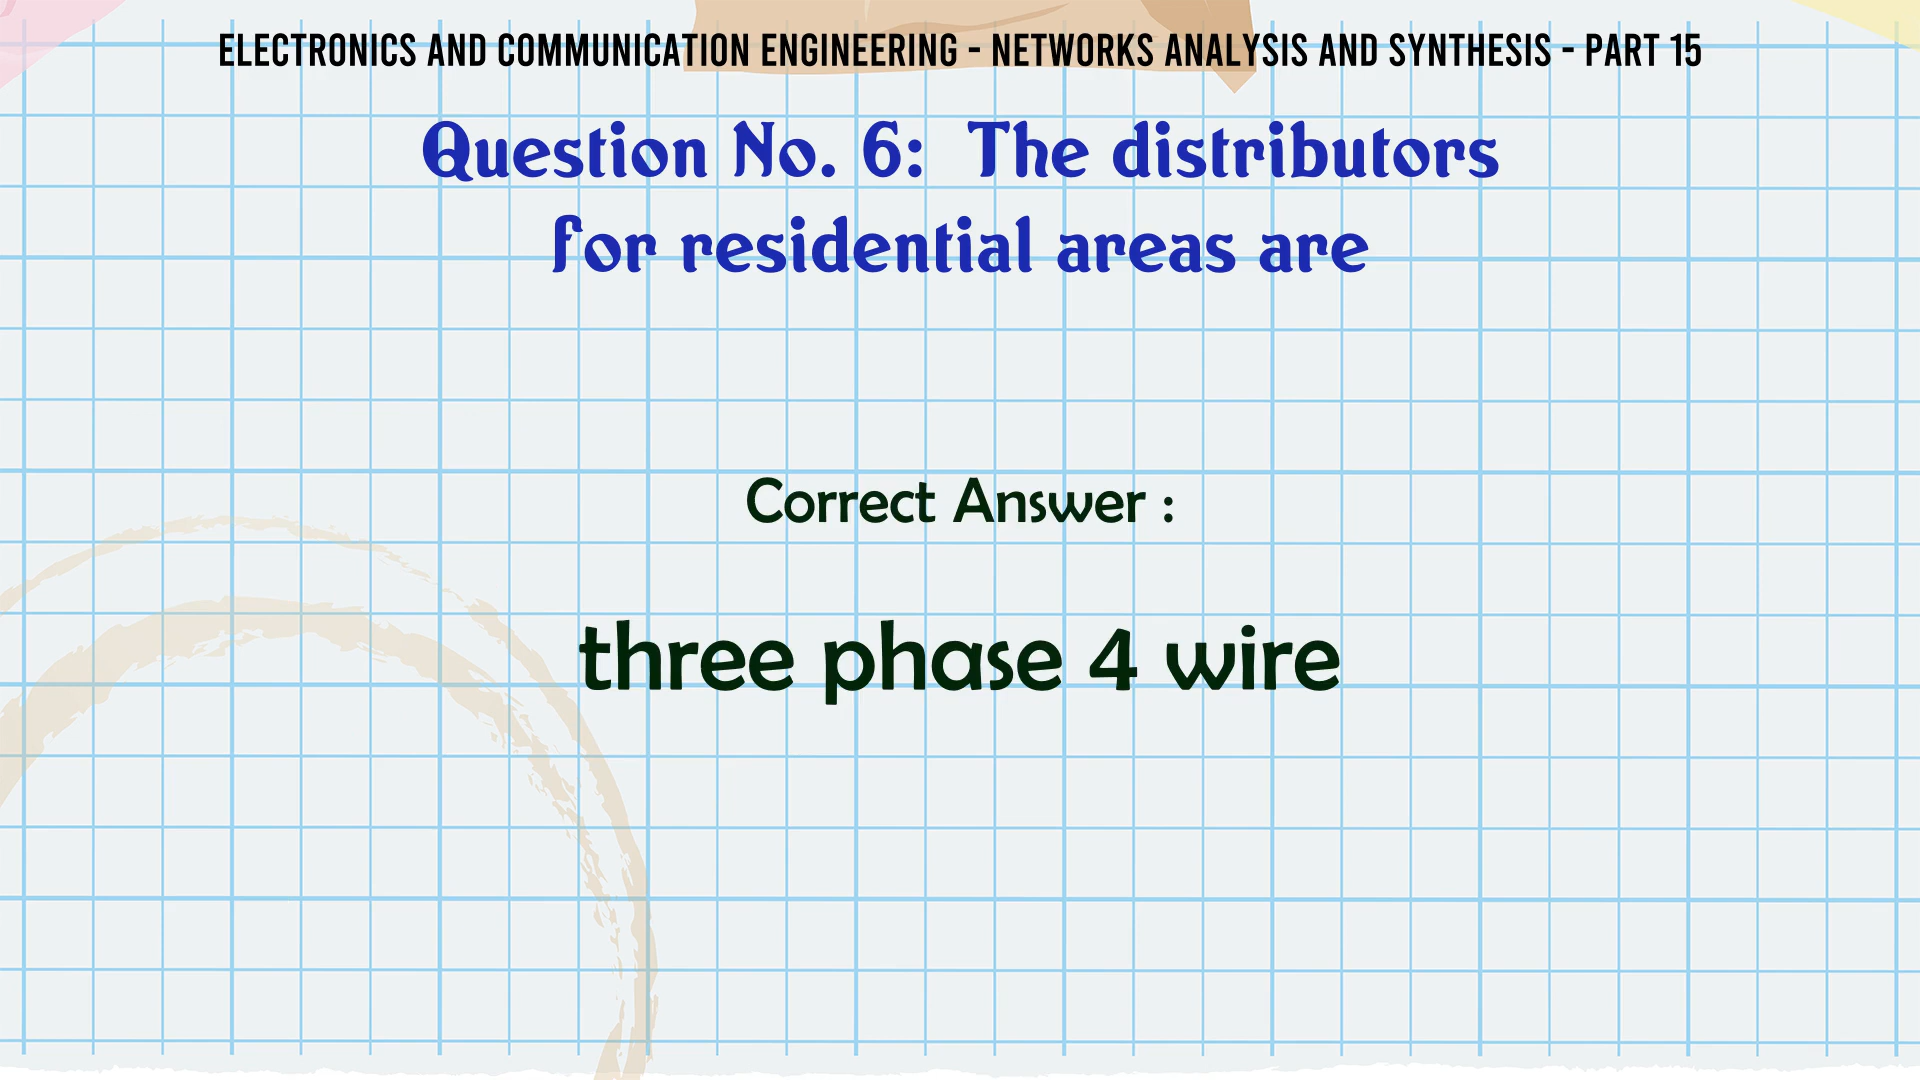 ELECTRONICS AND COMMUNICATION ENGINEERING - NETWORKS ANALYSIS AND SYNTHESIS - PART 15
Question No. 6: The distributors
for residential areas are
Correct Answer :
three phase 4 wire